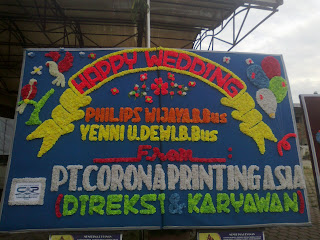 HAPPY WEDDING
PHILIPS WIJAYA.B.Bus
YENNI U.DEWI.B.Bus
FROM
PT.CORONA PRINTING ASIA
(DIREKSI & KARYAWAN)